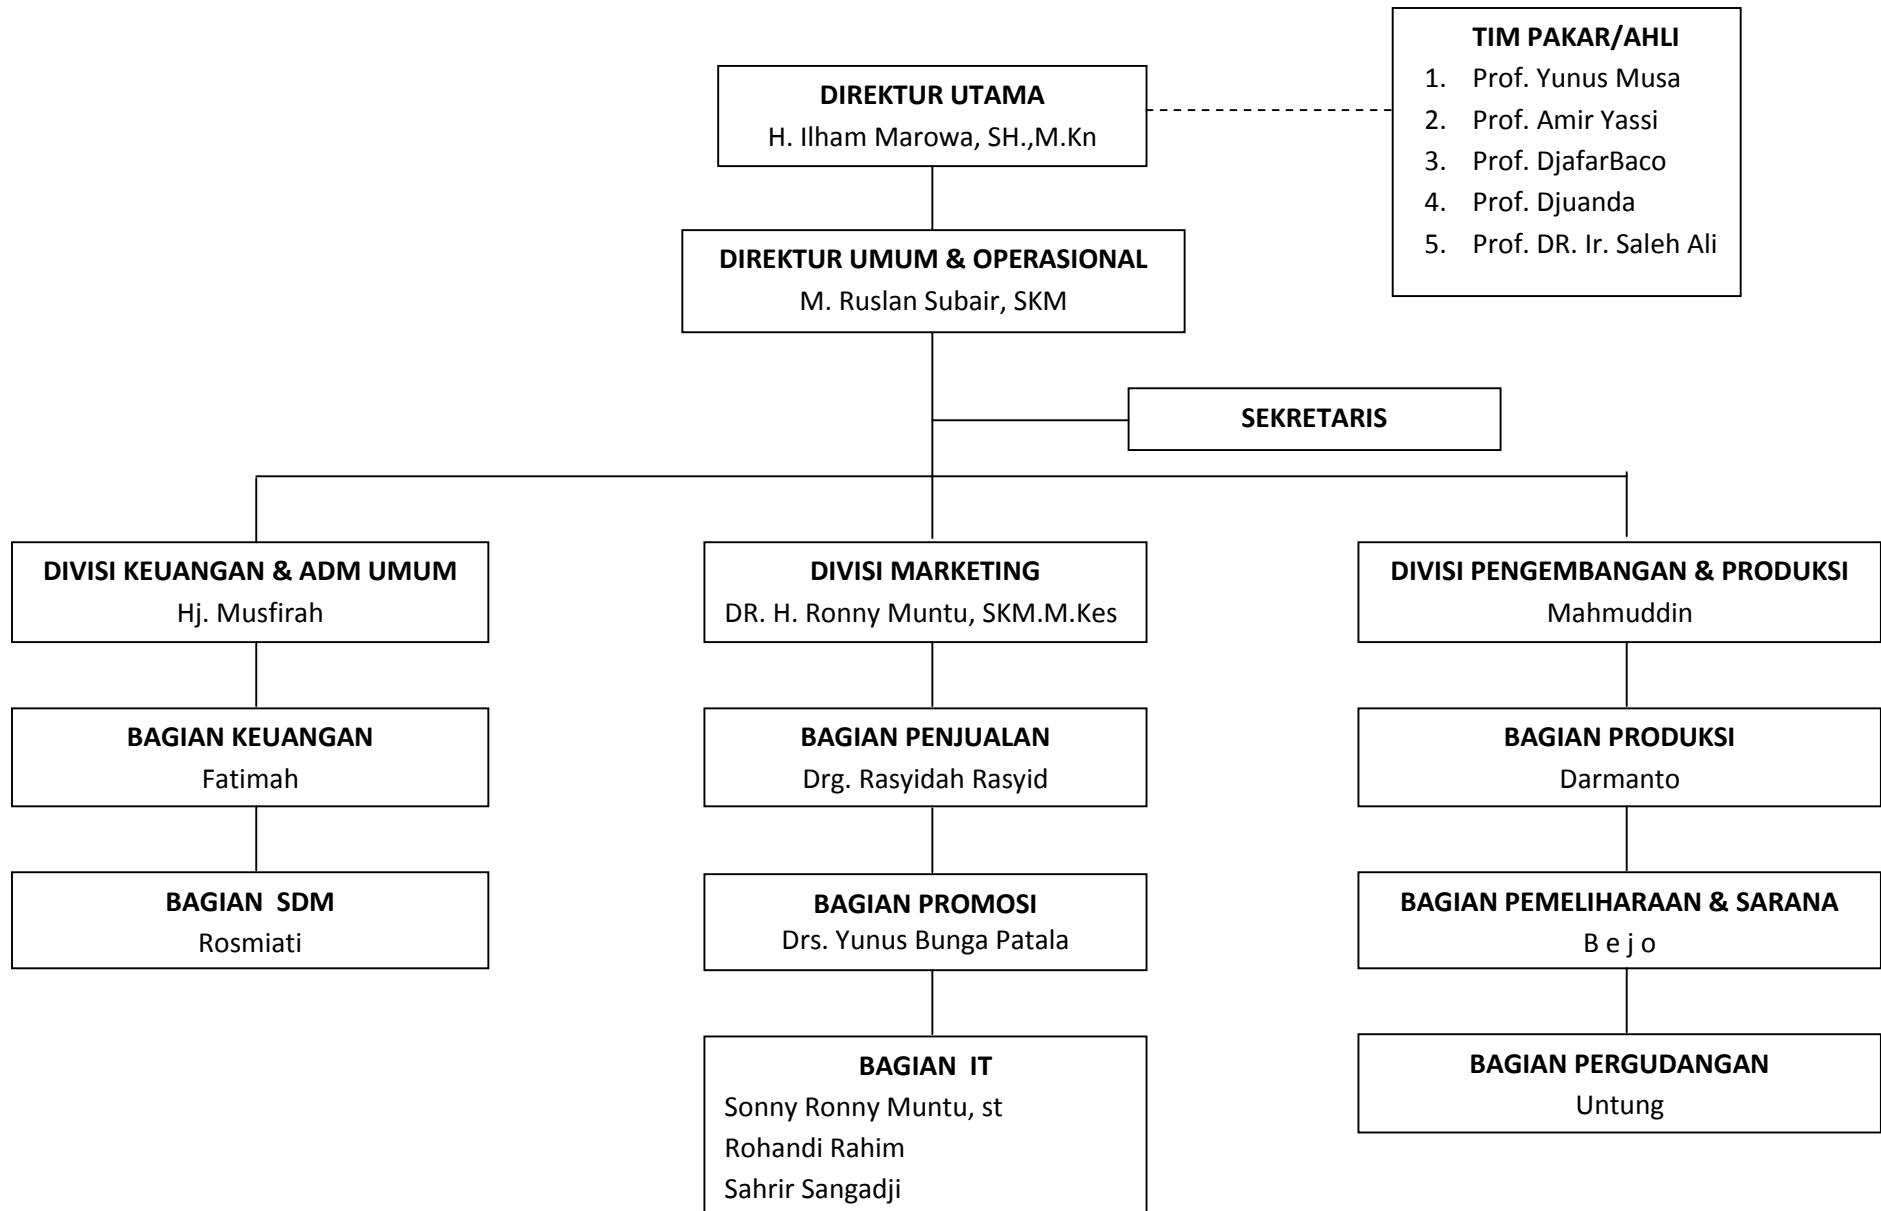 TIM PAKAR/AHLI
1. Prof. Yunus Musa
2. Prof. Amir Yassi
3. Prof. DjafarBaco
4. Prof. Djuanda
5. Prof. DR. Ir. Saleh Ali
DIREKTUR UTAMA
H. Ilham Marowa, SH.,M.Kn
DIREKTUR UMUM & OPERASIONAL
M. Ruslan Subair, SKM
SEKRETARIS
DIVISI KEUANGAN & ADM UMUM
Hj. Musfirah
DIVISI MARKETING
DR. H. Ronny Muntu, SKM.M.Kes
DIVISI PENGEMBANGAN & PRODUKSI
Mahmuddin
BAGIAN KEUANGAN
Fatimah
BAGIAN PENJUALAN
Drg. Rasyidah Rasyid
BAGIAN PRODUKSI
Darmanto
BAGIAN  SDM
Rosmiati
BAGIAN PROMOSI
Drs. Yunus Bunga Patala
BAGIAN PEMELIHARAAN & SARANA
B e j o
BAGIAN  IT
Sonny Ronny Muntu, st
Rohandi Rahim
Sahrir Sangadji
BAGIAN PERGUDANGAN
Untung